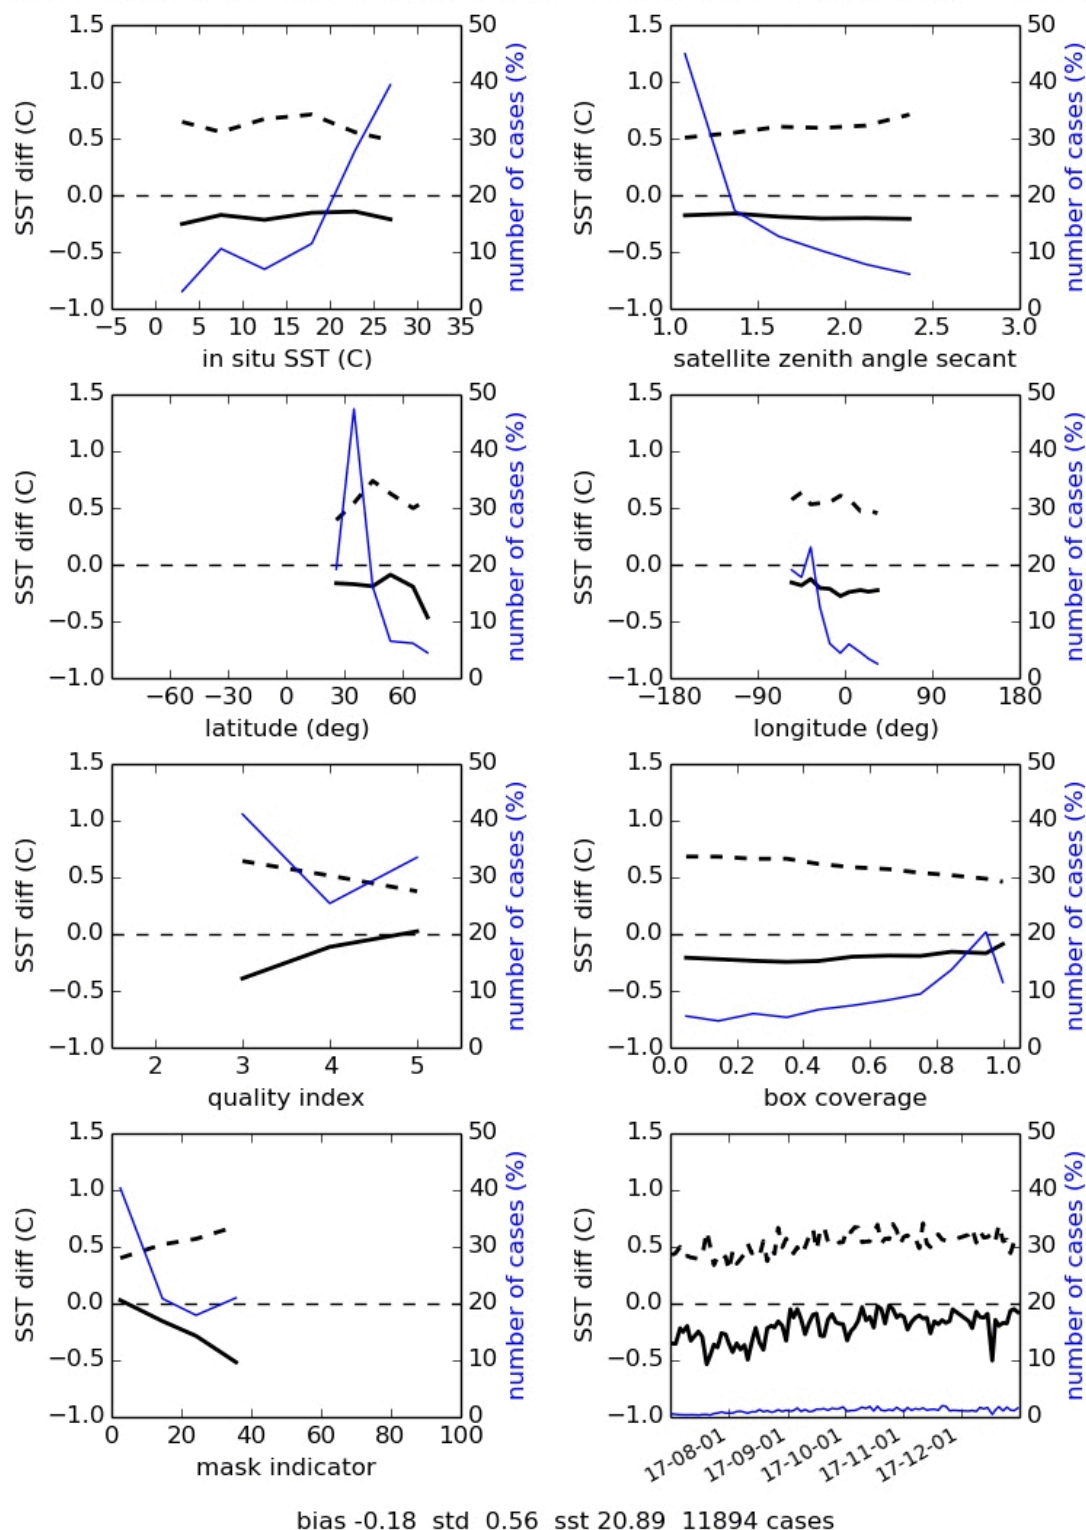 1.5 50 1.5 50
1.0 40 1.0 40
0.5 30 0.5 30
0.0 20 0.0 20
−0.5 10 −0.5 10
−1.0 0 −1.0 0
SST diff (C) number of cases (%) SST diff (C) number of cases (%)
−5 0 5 10 15 20 25 30 35 1.0 1.5 2.0 2.5 3.0
in situ SST (C) satellite zenith angle secant
1.5 50 1.5 50
1.0 40 1.0 40
0.5 30 0.5 30
0.0 20 0.0 20
−0.5 10 −0.5 10
−1.0 0 −1.0 0
SST diff (C) number of cases (%) SST diff (C) number of cases (%)
−60 −30 0 30 60 −180 −90 0 90 180
latitude (deg) longitude (deg)
1.5 50 1.5 50
1.0 40 1.0 40
0.5 30 0.5 30
0.0 20 0.0 20
−0.5 10 −0.5 10
−1.0 0 −1.0 0
SST diff (C) number of cases (%) SST diff (C) number of cases (%)
2 3 4 5 0.0 0.2 0.4 0.6 0.8 1.0
quality index box coverage
1.5 50 1.5 50
1.0 40 1.0 40
0.5 30 0.5 30
0.0 20 0.0 20
−0.5 10 −0.5 10
−1.0 0 −1.0 0
SST diff (C) number of cases (%) SST diff (C) number of cases (%)
0 20 40 60 80 100 17-08-01 17-09-01 17-10-01 17-11-01 17-12-01
mask indicator
bias -0.18 std 0.56 sst 20.89 11894 cases